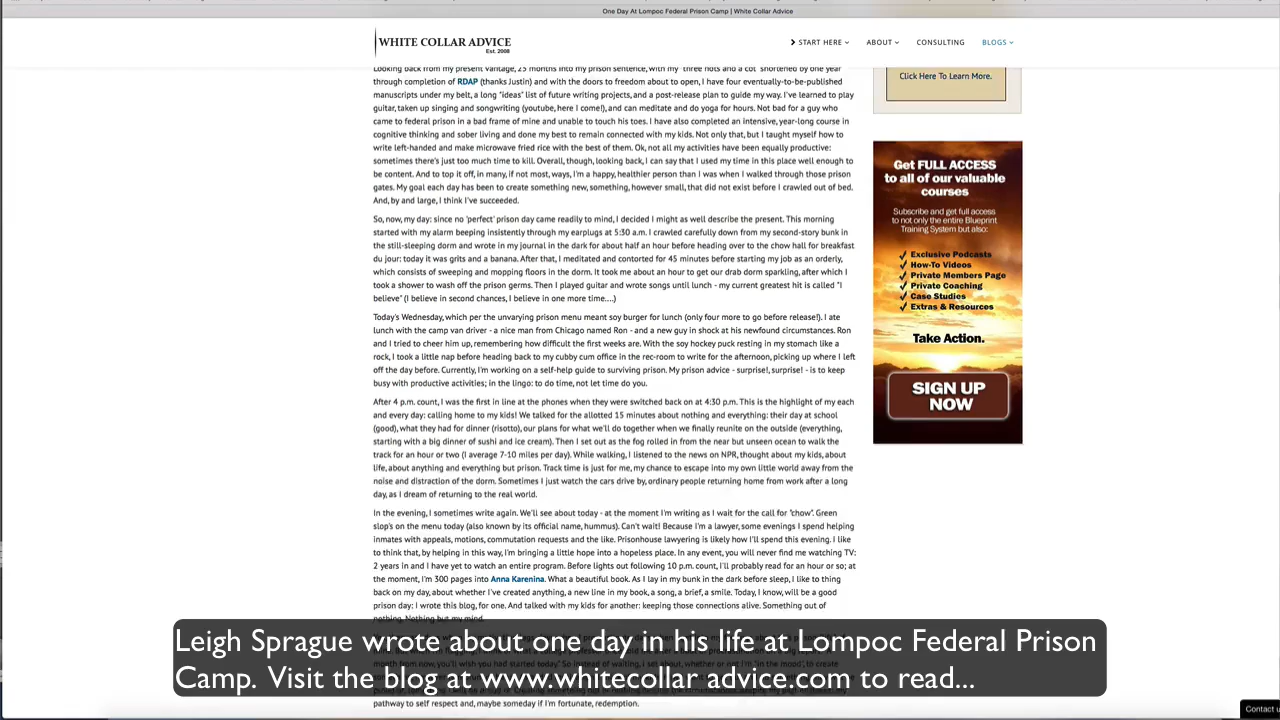 One Day At Lompoc Federal Prison Camp | White Collar Advice
WHITE COLLAR ADVICE
Est. 2008
START HERE
ABOUT
CONSULTING
BLOGS
Looking back from my present vantage, 25 months into my prison sentence, with my "three hots and a cot" shortened by one year
through completion of RDAP (thanks Justin) and with the doors to freedom about to open, I have four eventually-to-be-published
manuscripts under my belt, a long "ideas" list of future writing projects, and a post-release plan to guide my way. I've learned to play
guitar, taken up singing and songwriting (youtube, here I come!), and can meditate and do yoga for hours. Not bad for a guy who
came to federal prison in a bad frame of mine and unable to touch his toes. I have also completed an intensive, year-long course in
cognitive thinking and sober living and done my best to remain connected with my kids. Not only that, but I taught myself how to
write left-handed and make microwave fried rice with the best of them. Ok, not all my activities have been equally productive:
sometimes there's just too much time to kill. Overall, though, looking back, I can say that I used my time in this place well enough to
be content. And to top it off, in many, if not most, ways, I'm a happy, healthier person than I was when I walked through those prison
gates. My goal each day has been to create something new, something, however small, that did not exist before I crawled out of bed.
And, by and large, I think I've succeeded.
So, now, my day: since no 'perfect' prison day came readily to mind, I decided I might as well describe the present. This morning
started with my alarm beeping insistently through my earplugs at 5:30 a.m. I crawled carefully down from my second-story bunk in
the still-sleeping dorm and wrote in my journal in the dark for about half an hour before heading over to the chow hall for breakfast
du jour: today it was grits and a banana. After that, I meditated and contorted for 45 minutes before starting my job as an orderly,
which consists of sweeping and mopping floors in the dorm. It took me about an hour to get our drab dorm sparkling, after which I
took a shower to wash off the prison germs. Then I played guitar and wrote songs until lunch - my current greatest hit is called "I
believe" (I believe in second chances, I believe in one more time....)
Today's Wednesday, which per the unvarying prison menu meant soy burger for lunch (only four more to go before release!). I ate
lunch with the camp van driver - a nice man from Chicago named Ron - and a new guy in shock at his newfound circumstances. Ron
and I tried to cheer him up, remembering how difficult the first weeks are. With the soy hockey puck resting in my stomach like a
rock, I took a little nap before heading back to my cubby cum office in the rec-room to write for the afternoon, picking up where I left
off the day before. Currently, I'm working on a self-help guide to surviving prison. My prison advice - surprise!, surprise! - is to keep
busy with productive activities; in the lingo: to do time, not let time do you.
After 4 p.m. count, I was the first in line at the phones when they were switched back on at 4:30 p.m. This is the highlight of my each
and every day: calling home to my kids! We talked for the allotted 15 minutes about nothing and everything: their day at school
(good), what they had for dinner (risotto), our plans for what we'll do together when we finally reunite on the outside (everything,
starting with a big dinner of sushi and ice cream). Then I set out as the fog rolled in from the near but unseen ocean to walk the
track for an hour or two (I average 7-10 miles per day). While walking, I listened to the news on NPR, thought about my kids, about
life, about anything and everything but prison. Track time is just for me, my chance to escape into my own little world away from the
noise and distraction of the dorm. Sometimes I just watch the cars drive by, ordinary people returning home from work after a long
day, as I dream of returning to the real world.
In the evening, I sometimes write again. We'll see about today - at the moment I'm writing as I wait for the call for "chow". Green
slop's on the menu today (also known by its official name, hummus). Can't wait! Because I'm a lawyer, some evenings I spend helping
inmates with appeals, motions, commutation requests and the like. Prisonhouse lawyering is likely how I'll spend this evening. I like
to think that, by helping in this way, I'm bringing a little hope into a hopeless place. In any event, you will never find me watching TV:
2 years in and I have yet to watch an entire program. Before lights out following 10 p.m. count, I'll probably read for an hour or so; at
the moment, I'm 300 pages into Anna Karenina. What a beautiful book. As I lay in my bunk in the dark before sleep, I like to thing
back on my day, about whether I've created anything, a new line in my book, a song, a brief, a smile. Today, I know, will be a good
prison day: I wrote this blog, for one. And talked with my kids for another: keeping those connections alive. Something out of
nothing. Nothing but my mind.
pathway to self respect and, maybe someday if I'm fortunate, redemption.
Click Here To Learn More.
Get FULL ACCESS
to all of our valuable
courses
Subscribe and get full access
to not only the entire Blueprint
Training System but also:
Exclusive Podcasts
How-To Videos
Private Members Page
Private Coaching
Case Studies
Extras & Resources
Take Action.
SIGN UP
NOW
Leigh Sprague wrote about one day in his life at Lompoc Federal Prison
Camp. Visit the blog at www.whitecollaradvice.com to read...
Contact u